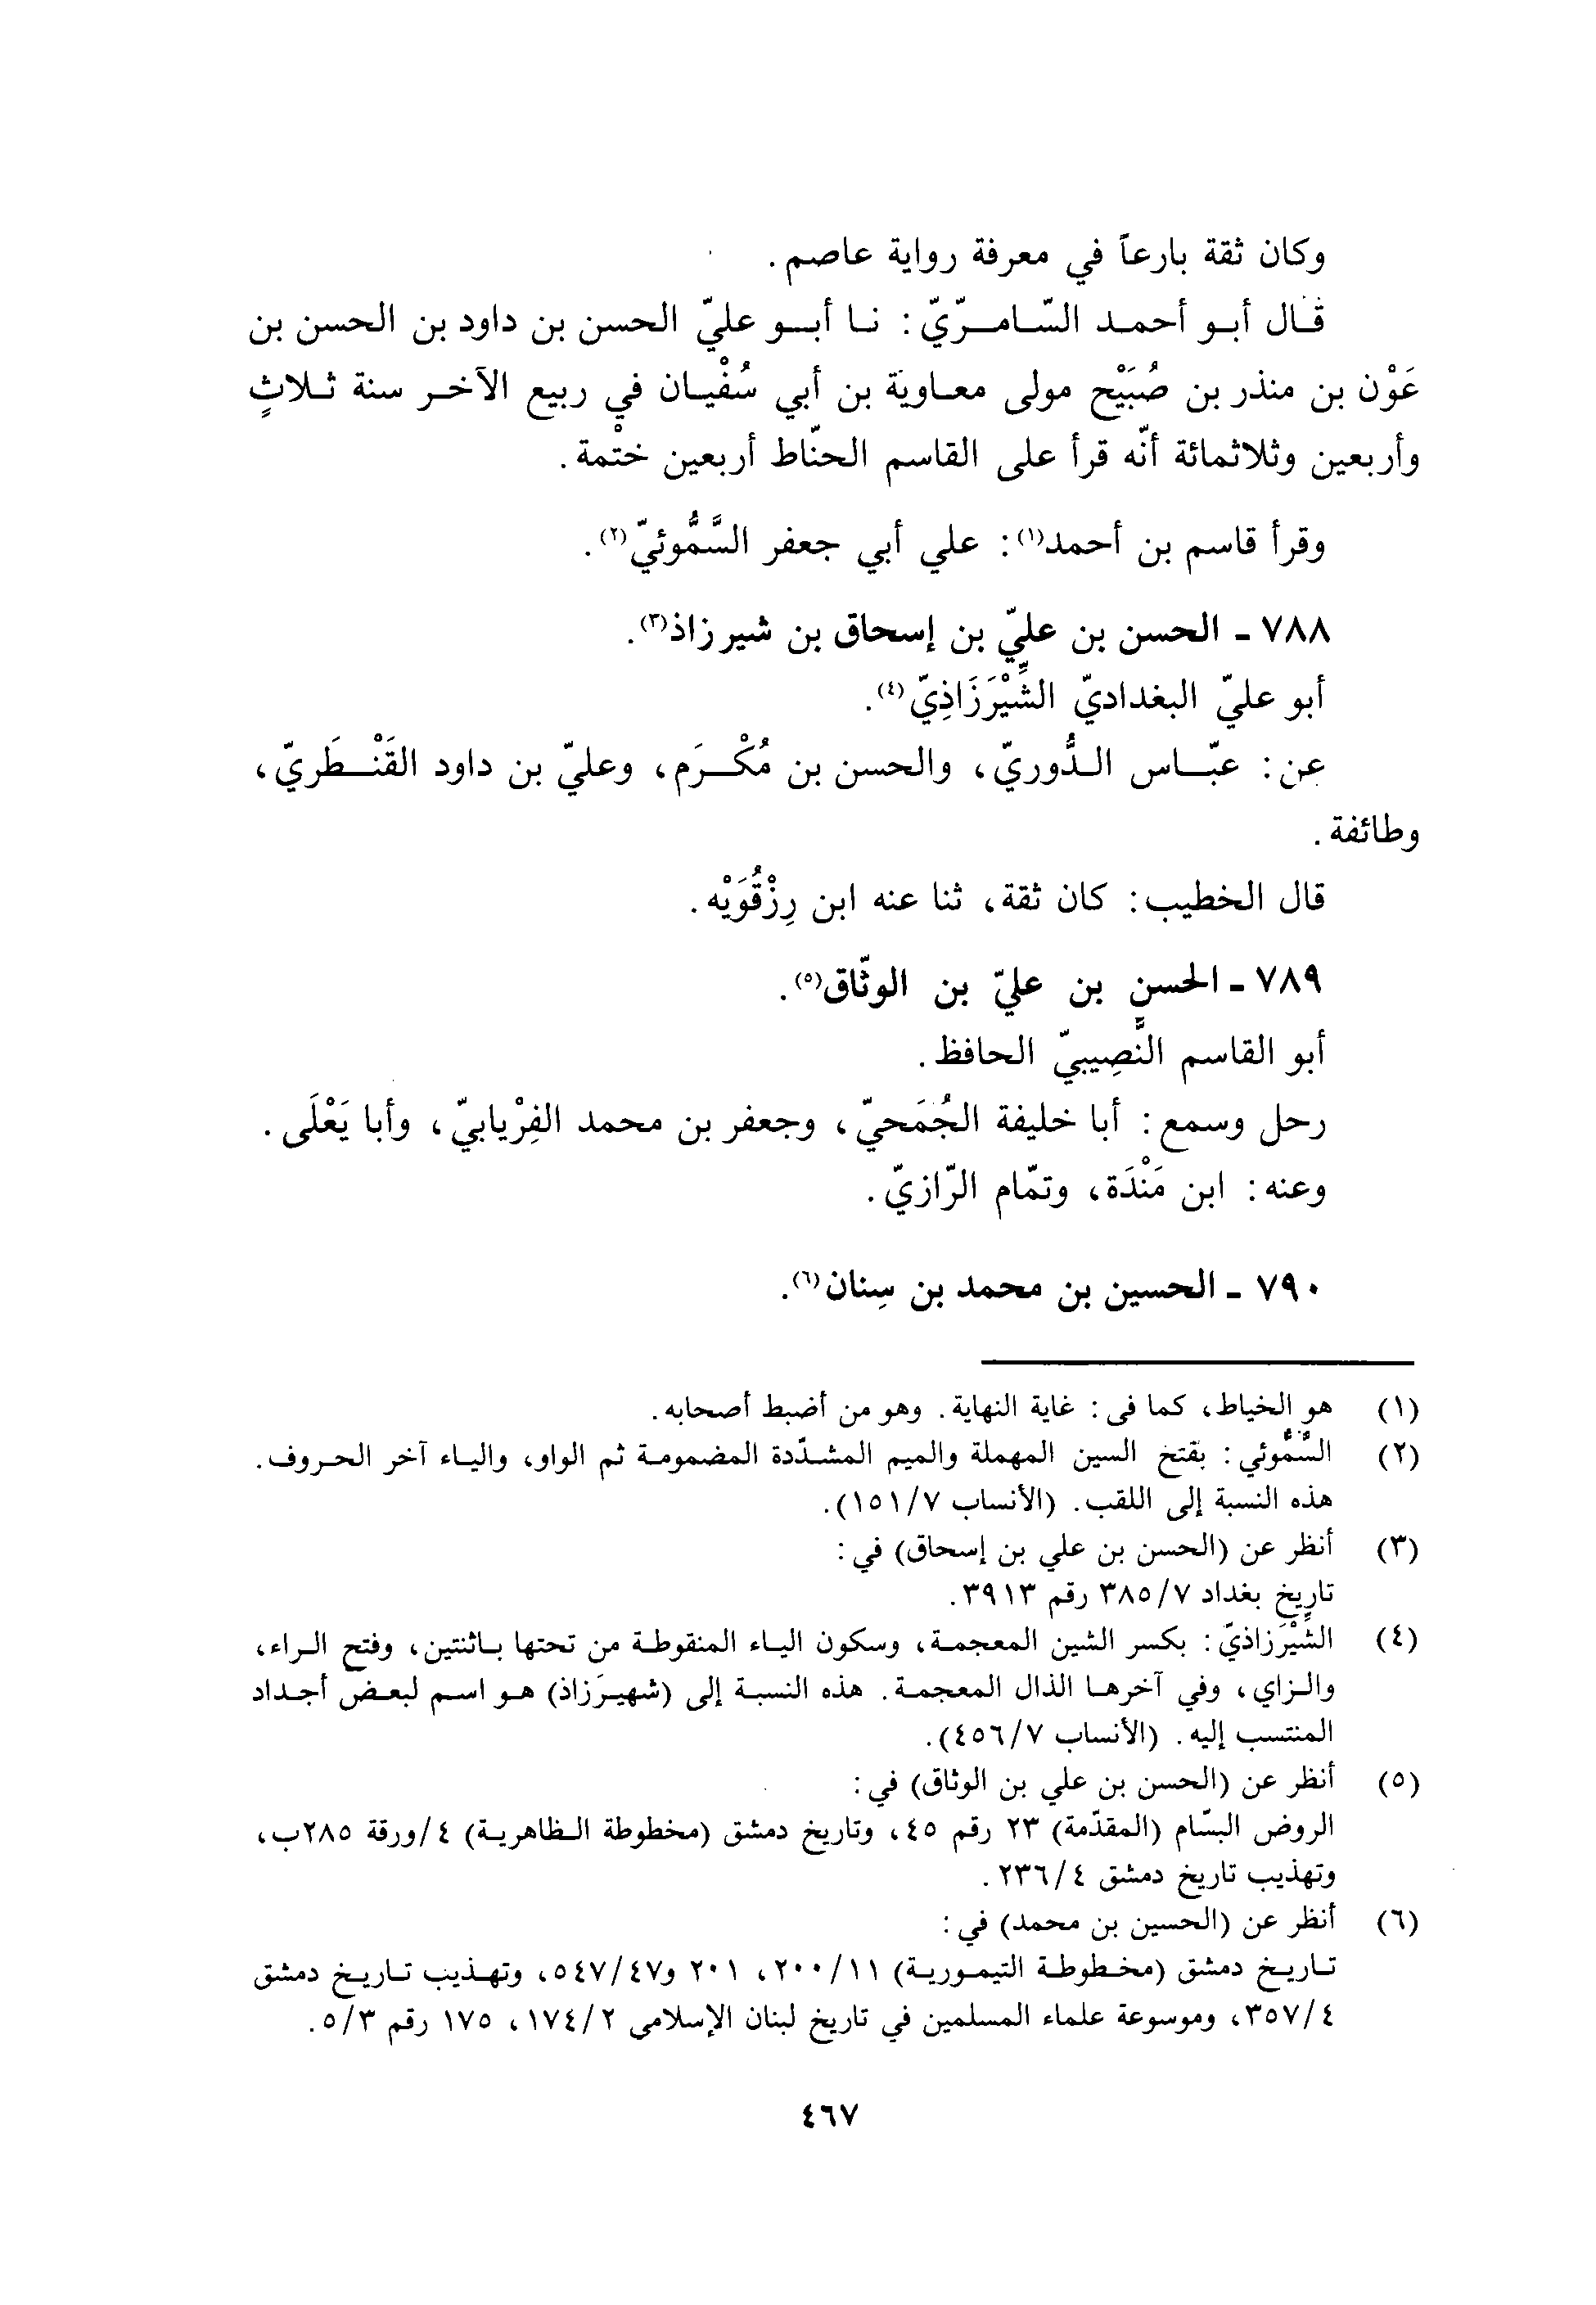 وكان ثقة بارعاً في معرفة رواية عاصم.
قال أبو أحمد السّامرّيّ: نا أبو عليّ الحسن بن داود بن الحسن بن
عَوْن بن منذر بن صُبَيْح مولى معاوية بن أبي سُفْيان في ربيع الآخر سنة ثلاثٍ
وأربعين وثلاثمائة أنّه قرأ على القاسم الحنّاط أربعين ختْمة.
وقرأ قاسم بن أحمد(١): علي أبي جعفر السَّمُّوئيّ(٢).
٧٨٨ - الحسن بن عليّ بن إسحاق بن شيرزاذ(٣).
أبو عليّ البغداديّ الشِّيْرَزَاذِيّ(٤).
عن: عبّاس الدُّوريّ، والحسن بن مُكْرَم، وعليّ بن داود القَنْطَريّ،
وطائفة.
قال الخطيب: كان ثقة، ثنا عنه ابن رِزْقُوَيْه.
٧٨٩ - الحسن بن عليّ بن الوثّاق(٥).
أبو القاسم النَّصِيبيّ الحافظ.
رحل وسمع: أبا خليفة الجُمَحيّ، وجعفر بن محمد الفِرْيابيّ، وأبا يَعْلَى.
وعنه: ابن مَنْدَة، وتمّام الرّازيّ.
٧٩٠ - الحسين بن محمد بن سِنان(٦).
(١) هو الخياط، كما في: غاية النهاية. وهو من أضبط أصحابه.
(٢) السَّمُّوئي: بقتخ السين المهملة والميم المشدّدة المضمومة ثم الواو، والياء آخر الحروف.
هذه النسبة إلى اللقب. (الأنساب ١٥١/٧).
(٣) أنظر عن (الحسن بن علي بن إسحاق) في:
تاريخ بغداد ٣٨٥/٧ رقم ٣٩١٣.
(٤) الشِّيْرَزاذيّ: بكسر الشين المعجمة، وسكون الياء المنقوطة من تحتها باثنتين، وفتح الراء،
والزاي، وفي آخرها الذال المعجمة. هذه النسبة إلى (شهيرَزاذ) هو اسم لبعض أجداد
المنتسب إليه. (الأنساب ٤٥٦/٧).
(٥) أنظر عن (الحسن بن علي بن الوثاق) في:
الروض البسّام (المقدّمة) ٢٣ رقم ٤٥، وتاريخ دمشق (مخطوطة الظاهرية) ٤/ورقة ٢٨٥ب،
وتهذيب تاريخ دمشق ٢٣٦/٤.
(٦) أنظر عن (الحسين بن محمد) في:
تاريخ دمشق (مخطوطة التيمورية) ٢٠٠/١١، ٢٠١ و٥٤٧/٤٧، وتهذيب تاريخ دمشق
٣٥٧/٤، وموسوعة علماء المسلمين في تاريخ لبنان الإسلامي ١٧٤/٢، ١٧٥ رقم ٥/٣.
٤٦٧